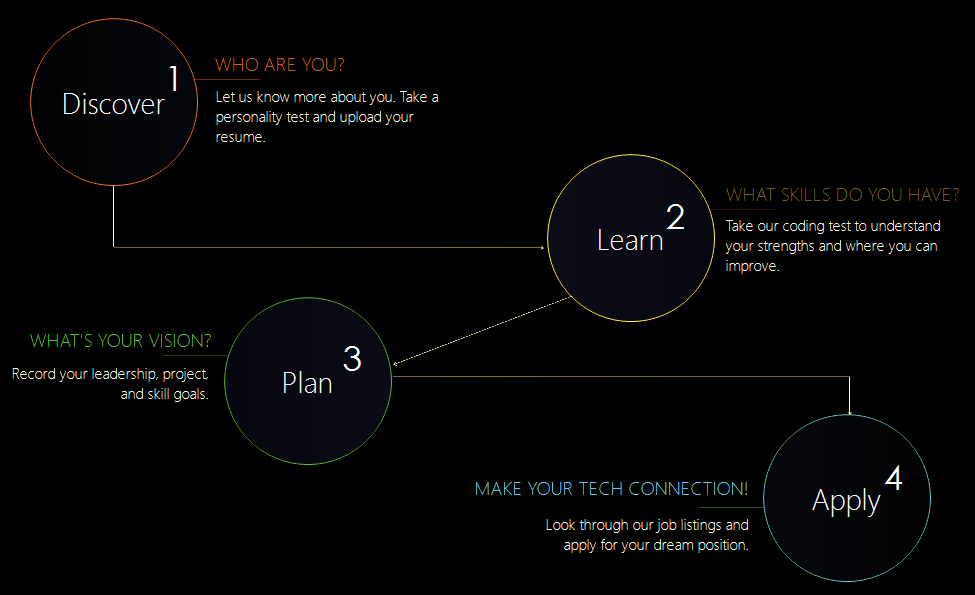 1
Discover
WHO ARE YOU?
Let us know more about you. Take a
personality test and upload your
resume.
2
Learn
WHAT SKILLS DO YOU HAVE?
Take our coding test to understand
your strengths and where you can
improve.
3
Plan
WHAT'S YOUR VISION?
Record your leadership, project,
and skill goals.
4
Apply
MAKE YOUR TECH CONNECTION!
Look through our job listings and
apply for your dream position.